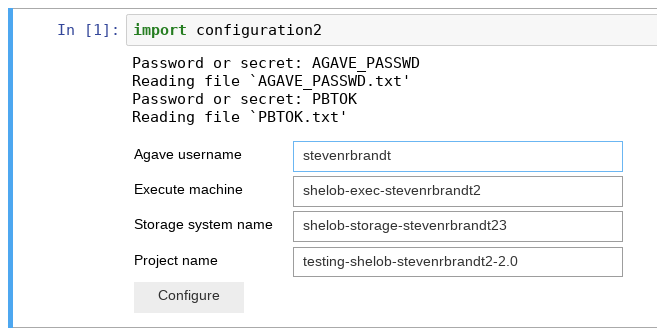 In [1]: import configuration2
Password or secret: AGAVE_PASSWD
Reading file `AGAVE_PASSWD.txt'
Password or secret: PBTOK
Reading file `PBTOK.txt'
Agave username stevenrbrandt
Execute machine shelob-exec-stevenrbrandt2
Storage system name shelob-storage-stevenrbrandt23
Project name testing-shelob-stevenrbrandt2-2.0
Configure